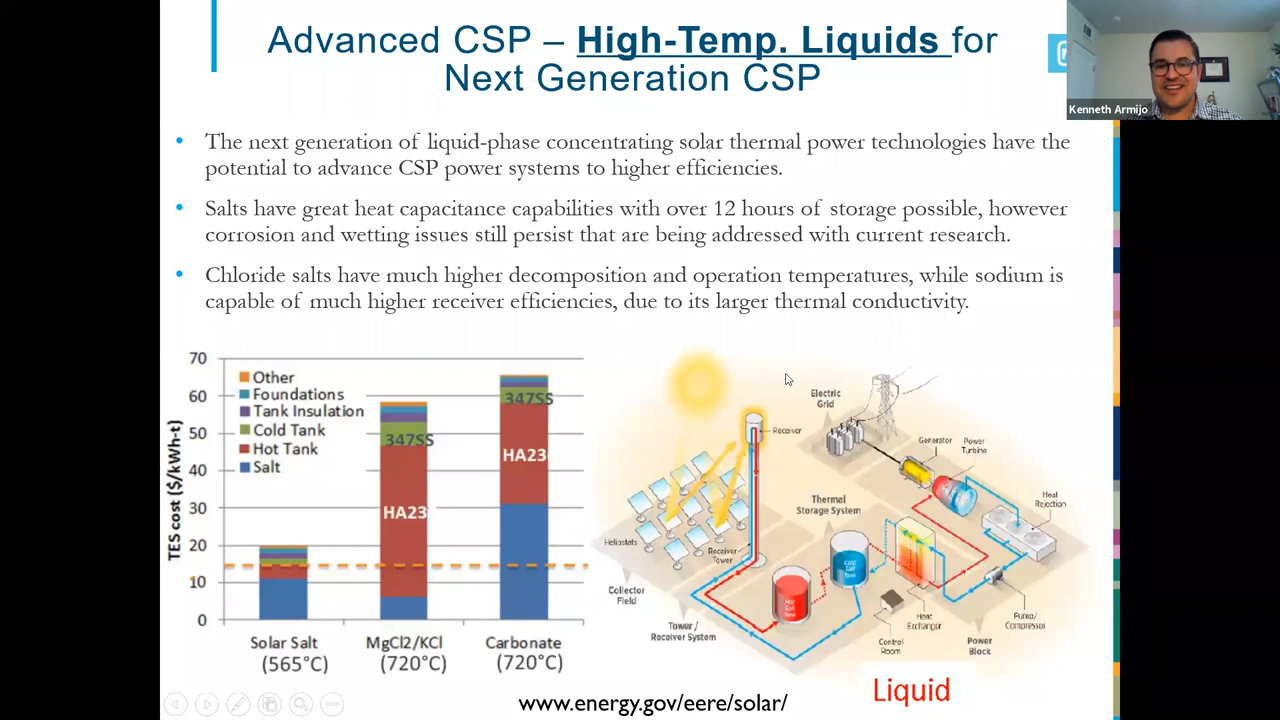 Advanced CSP – High-Temp. Liquids for
Next Generation CSP
Kenneth Armijo
• The next generation of liquid-phase concentrating solar thermal power technologies have the
potential to advance CSP power systems to higher efficiencies.
• Salts have great heat capacitance capabilities with over 12 hours of storage possible, however
corrosion and wetting issues still persist that are being addressed with current research.
• Chloride salts have much higher decomposition and operation temperatures, while sodium is
capable of much higher receiver efficiencies, due to its larger thermal conductivity.
TES cost ($/kWh-t)
70
60
50
40
30
20
10
0
Other
Foundations
Tank Insulation
Cold Tank
Hot Tank
Salt
347SS
HA23
347SS
HA23
Solar Salt
(565°C)
MgCl2/KCl
(720°C)
Carbonate
(720°C)
Electric
Grid
Receiver
Generator
Power
Turbine
Heat
Rejection
Thermal
Storage System
Heliostats
Receiver
Tower
Cold
Salt
Tank
Hot
Salt
Tank
Collector
Field
Tower /
Receiver System
Control
Room
Heat
Exchanger
Power
Block
Pump/
Compressor
Liquid
www.energy.gov/eere/solar/